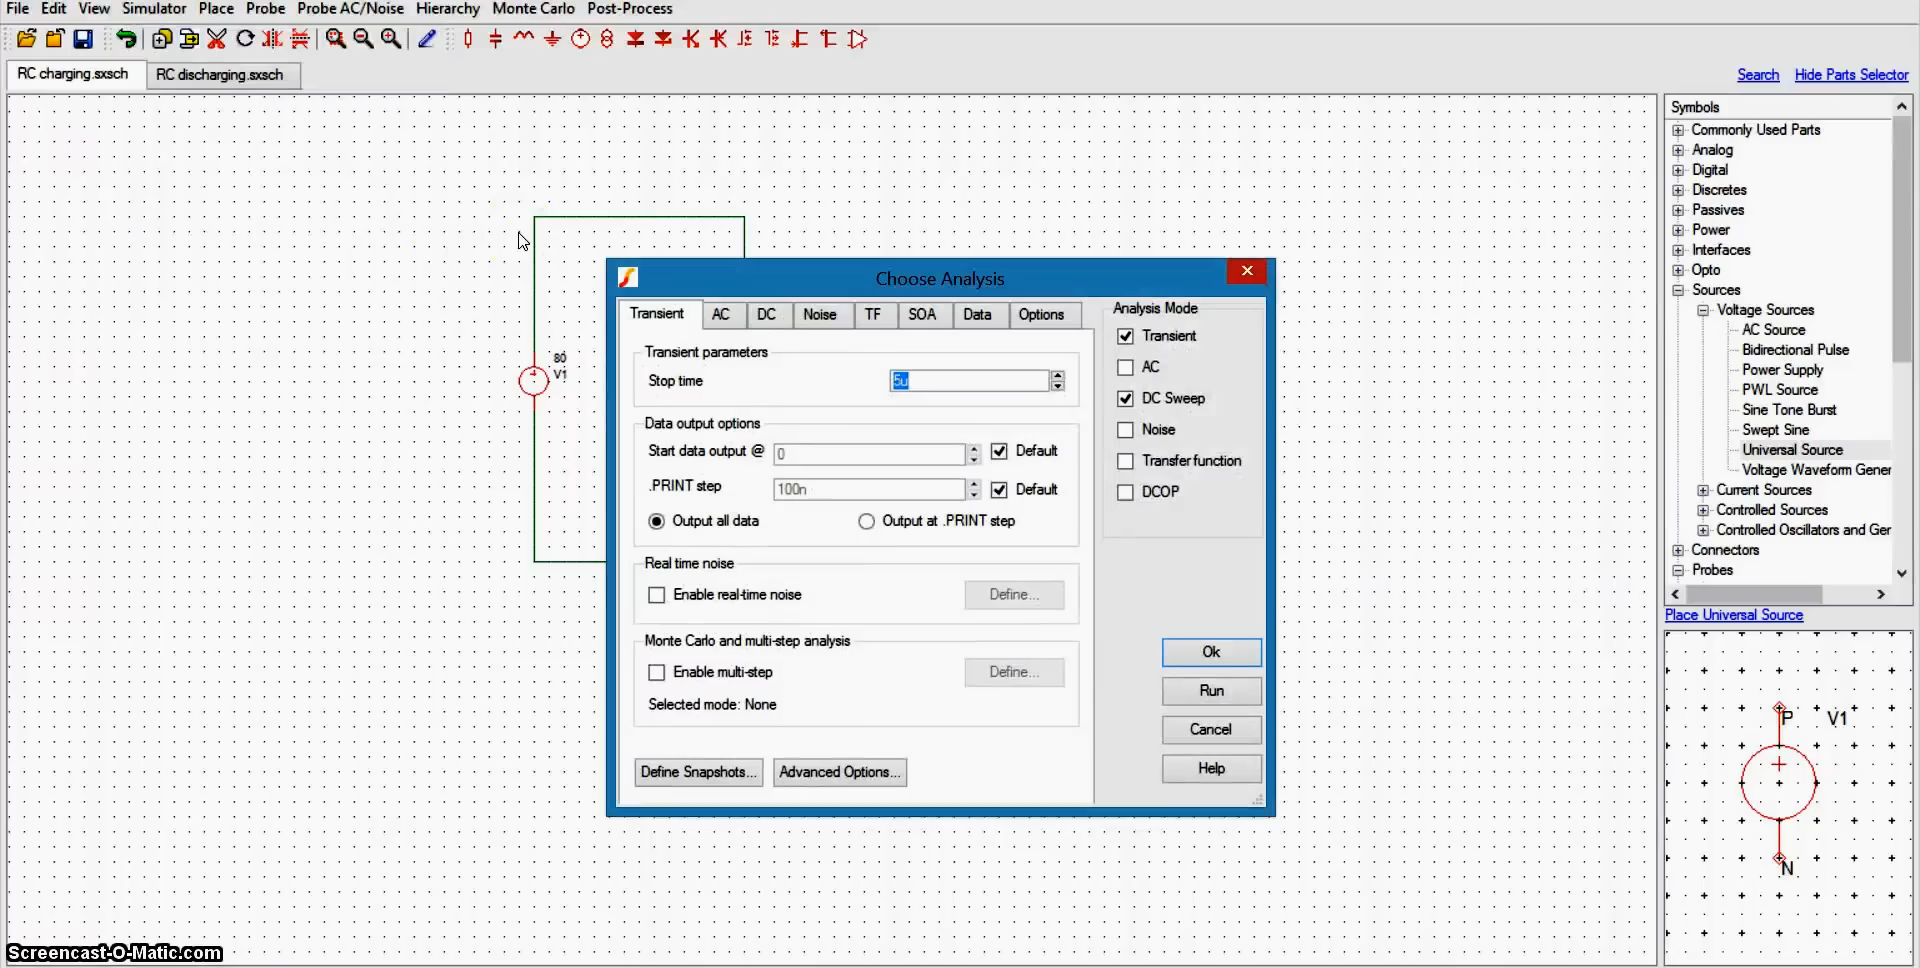 File Edit View Simulator Place Probe Probe AC/Noise Hierarchy Monte Carlo Post-Process
RC charging.sxsch RC discharging.sxsch
Search Hide Parts Selector
Symbols
Commonly Used Parts
Analog
Digital
Discretes
Passives
Power
Interfaces
Opto
Sources
Voltage Sources
AC Source
Bidirectional Pulse
Power Supply
PWL Source
Sine Tone Burst
Swept Sine
Universal Source
Voltage Waveform Gener
Current Sources
Controlled Sources
Controlled Oscillators and Ger
Connectors
Probes
Place Universal Source
P V1
N
80
V1
Choose Analysis
Transient AC DC Noise TF SOA Data Options
Transient parameters
Stop time 5u
Data output options
Start data output @ 0 Default
.PRINT step 100n Default
Output all data Output at .PRINT step
Real time noise
Enable real-time noise Define...
Monte Carlo and multi-step analysis
Enable multi-step Define...
Selected mode: None
Define Snapshots... Advanced Options...
Analysis Mode
Transient
AC
DC Sweep
Noise
Transfer function
DCOP
Ok
Run
Cancel
Help
Screencast-O-Matic.com